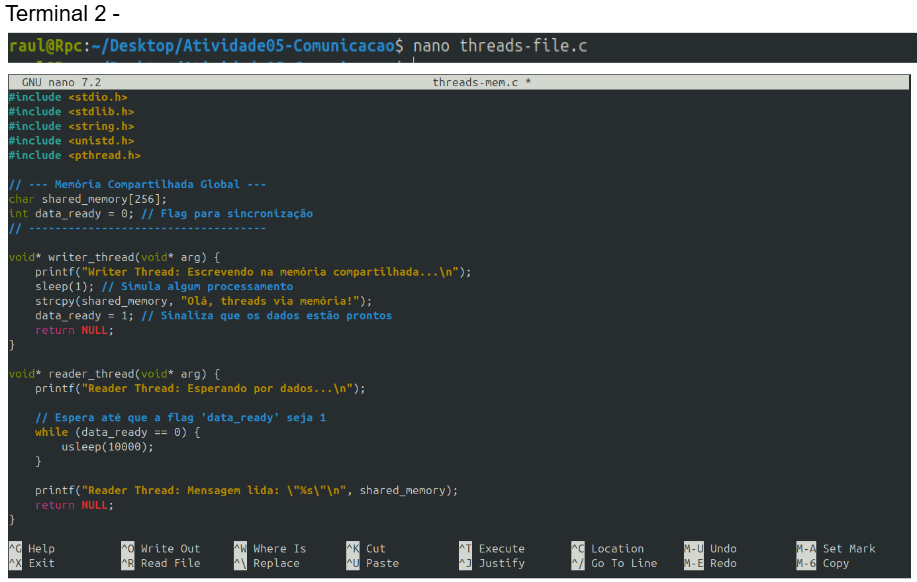 Terminal 2 -
raul@Rpc:~/Desktop/Atividade05-Comunicacao$ nano threads-file.c
GNU nano 7.2 threads-mem.c *
#include <stdio.h>
#include <stdlib.h>
#include <string.h>
#include <unistd.h>
#include <pthread.h>
// --- Memória Compartilhada Global ---
char shared_memory[256];
int data_ready = 0; // Flag para sincronização
// ------------------------------------
void* writer_thread(void* arg) {
printf("Writer Thread: Escrevendo na memória compartilhada...\n");
sleep(1); // Simula algum processamento
strcpy(shared_memory, "Olá, threads via memória!");
data_ready = 1; // Sinaliza que os dados estão prontos
return NULL;
}
void* reader_thread(void* arg) {
printf("Reader Thread: Esperando por dados...\n");
// Espera até que a flag 'data_ready' seja 1
while (data_ready == 0) {
usleep(10000);
}
printf("Reader Thread: Mensagem lida: \"%s\"\n", shared_memory);
return NULL;
}
^G Help ^O Write Out ^W Where Is ^K Cut ^T Execute ^C Location M-U Undo M-A Set Mark
^X Exit ^R Read File ^\ Replace ^U Paste ^J Justify ^/ Go To Line M-E Redo M-6 Copy